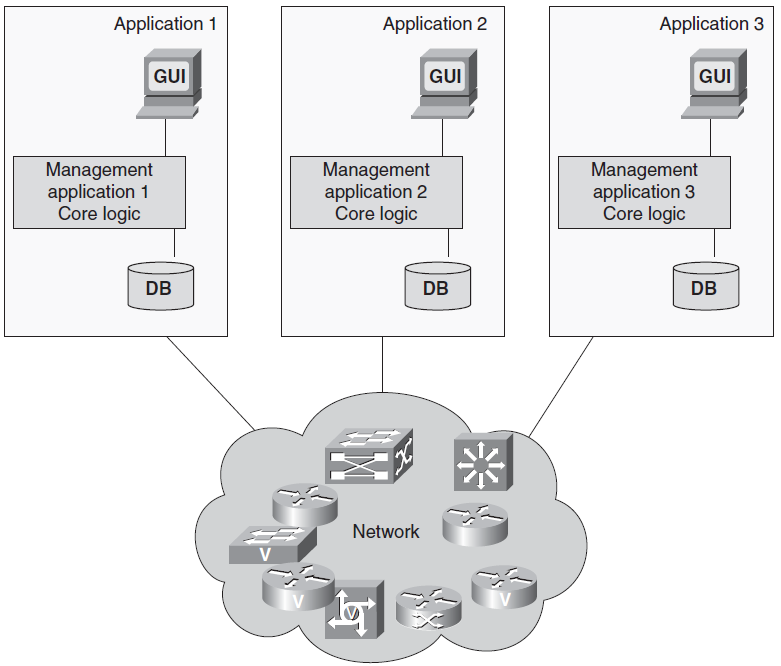 Application 1
Application 2
Application 3
GUI
GUI
GUI
Management
application 1
Core logic
Management
application 2
Core logic
Management
application 3
Core logic
DB
DB
DB
Network
V
V
V
V